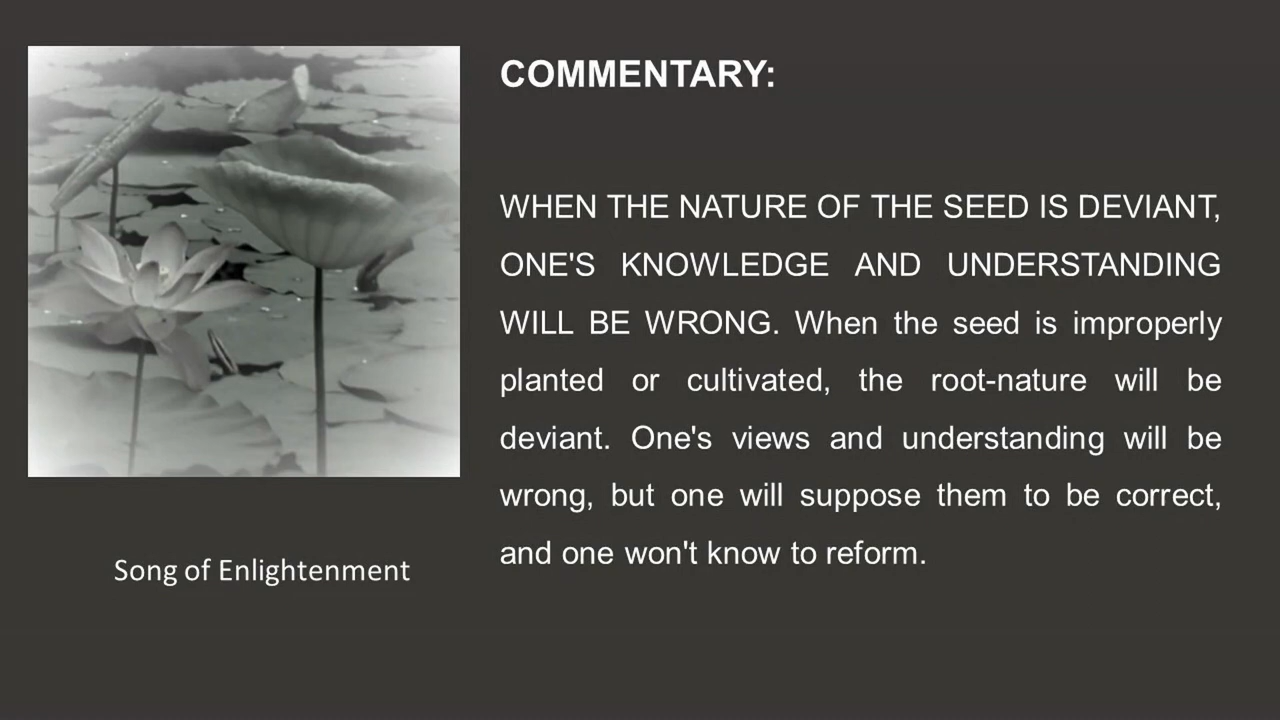 COMMENTARY:
WHEN THE NATURE OF THE SEED IS DEVIANT,
ONE'S KNOWLEDGE AND UNDERSTANDING
WILL BE WRONG. When the seed is improperly
planted or cultivated, the root-nature will be
deviant. One's views and understanding will be
wrong, but one will suppose them to be correct,
and one won't know to reform.
Song of Enlightenment